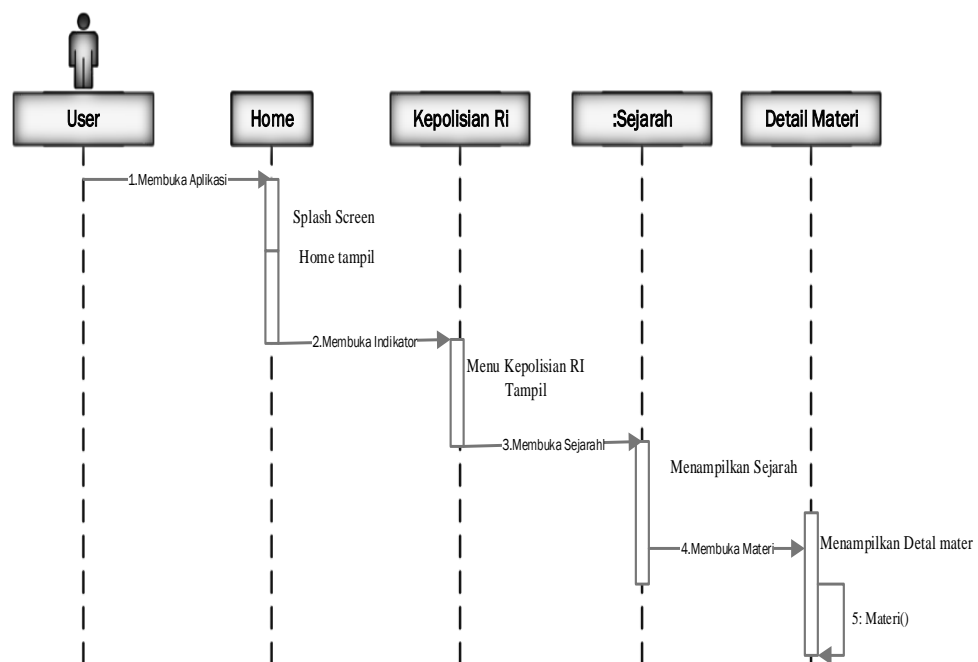 User
Home
Kepolisian Ri
:Sejarah
Detail Materi
1.Membuka Aplikasi
Splash Screen
Home tampil
2.Membuka Indikator
Menu Kepolisian RI
Tampil
3.Membuka Sejarahl
Menampilkan Sejarah
4.Membuka Materi
Menampilkan Detal mater
5: Materi()